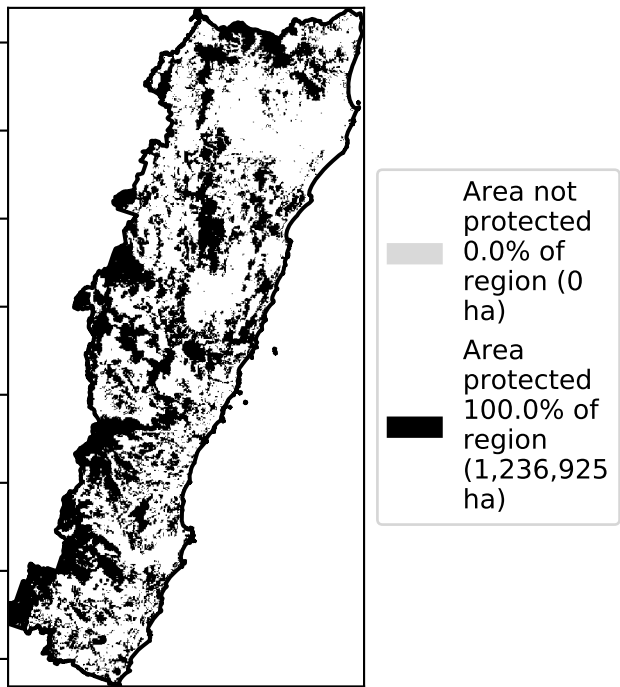 Area not
protected
0.0% of
region (0
ha)
Area
protected
100.0% of
region
(1,236,925
ha)